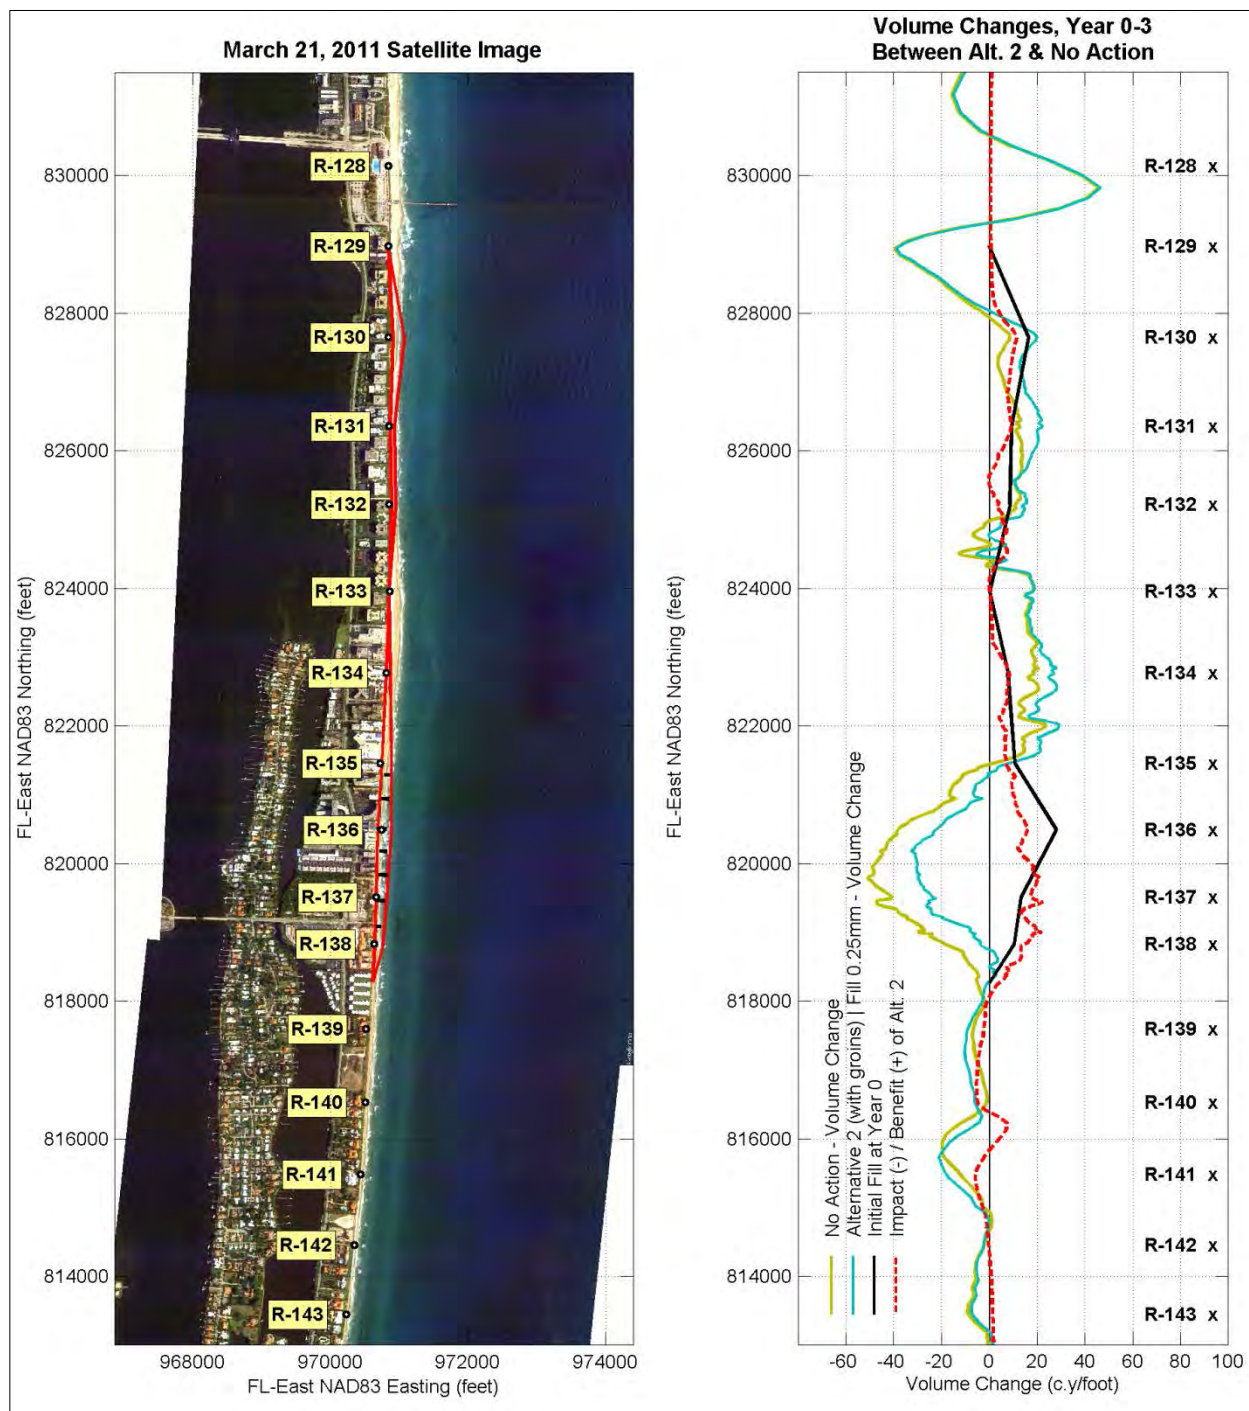 March 21, 2011 Satellite Image
FL-East NAD83 Northing (feet)
830000
828000
826000
824000
822000
820000
818000
816000
814000
R-128
R-129
R-130
R-131
R-132
R-133
R-134
R-135
R-136
R-137
R-138
R-139
R-140
R-141
R-142
R-143
968000 970000 972000 974000
FL-East NAD83 Easting (feet)
Volume Changes, Year 0-3
Between Alt. 2 & No Action
FL-East NAD83 Northing (feet)
830000
828000
826000
824000
822000
820000
818000
816000
814000
R-128 x
R-129 x
R-130 x
R-131 x
R-132 x
R-133 x
R-134 x
R-135 x
R-136 x
R-137 x
R-138 x
R-139 x
R-140 x
R-141 x
R-142 x
R-143 x
No Action - Volume Change
Alternative 2 (with groins) | Fill 0.25mm - Volume Change
Initial Fill at Year 0
Impact (-) / Benefit (+) of Alt. 2
-60 -40 -20 0 20 40 60 80 100
Volume Change (c.y/foot)